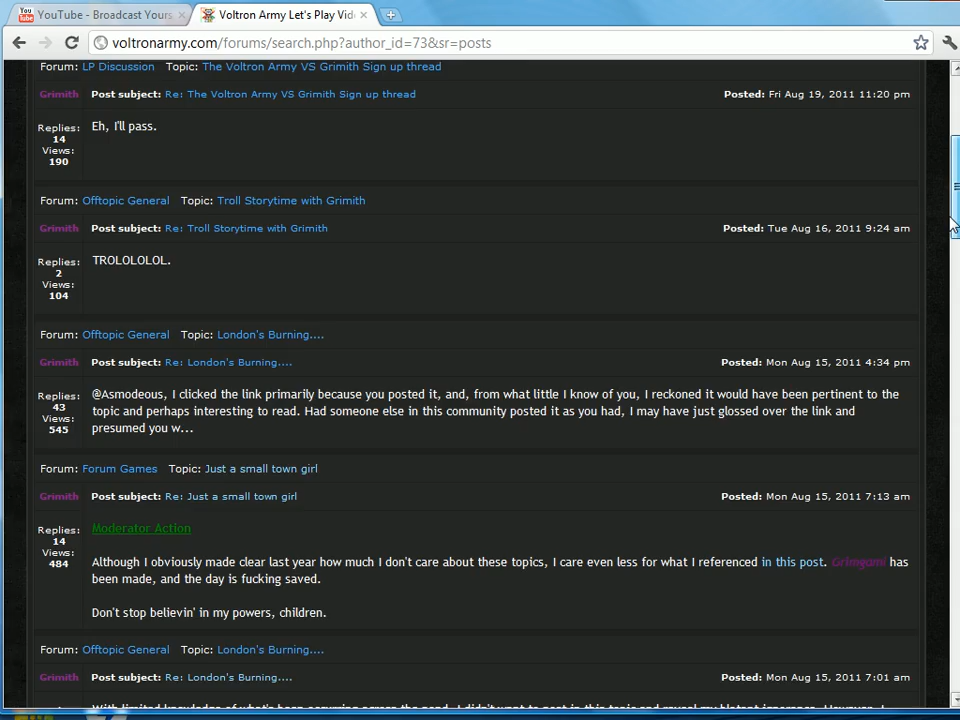 YouTube - Broadcast Yours
Voltron Army Let's Play Vid
voltronarmy.com/forums/search.php?author_id=73&sr=posts
Forum: LP Discussion Topic: The Voltron Army VS Grimith Sign up thread
Grimith Post subject: Re: The Voltron Army VS Grimith Sign up thread Posted: Fri Aug 19, 2011 11:20 pm
Replies:
14
Views:
190
Eh, I'll pass.
Forum: Offtopic General Topic: Troll Storytime with Grimith
Grimith Post subject: Re: Troll Storytime with Grimith Posted: Tue Aug 16, 2011 9:24 am
Replies:
2
Views:
104
TROLOLOLOL.
Forum: Offtopic General Topic: London's Burning....
Grimith Post subject: Re: London's Burning.... Posted: Mon Aug 15, 2011 4:34 pm
Replies:
43
Views:
545
@Asmodeous, I clicked the link primarily because you posted it, and, from what little I know of you, I reckoned it would have been pertinent to the
topic and perhaps interesting to read. Had someone else in this community posted it as you had, I may have just glossed over the link and
presumed you w...
Forum: Forum Games Topic: Just a small town girl
Grimith Post subject: Re: Just a small town girl Posted: Mon Aug 15, 2011 7:13 am
Replies:
14
Views:
484
Moderator Action
Although I obviously made clear last year how much I don't care about these topics, I care even less for what I referenced in this post. Grimgami has
been made, and the day is fucking saved.
Don't stop believin' in my powers, children.
Forum: Offtopic General Topic: London's Burning....
Grimith Post subject: Re: London's Burning.... Posted: Mon Aug 15, 2011 7:01 am